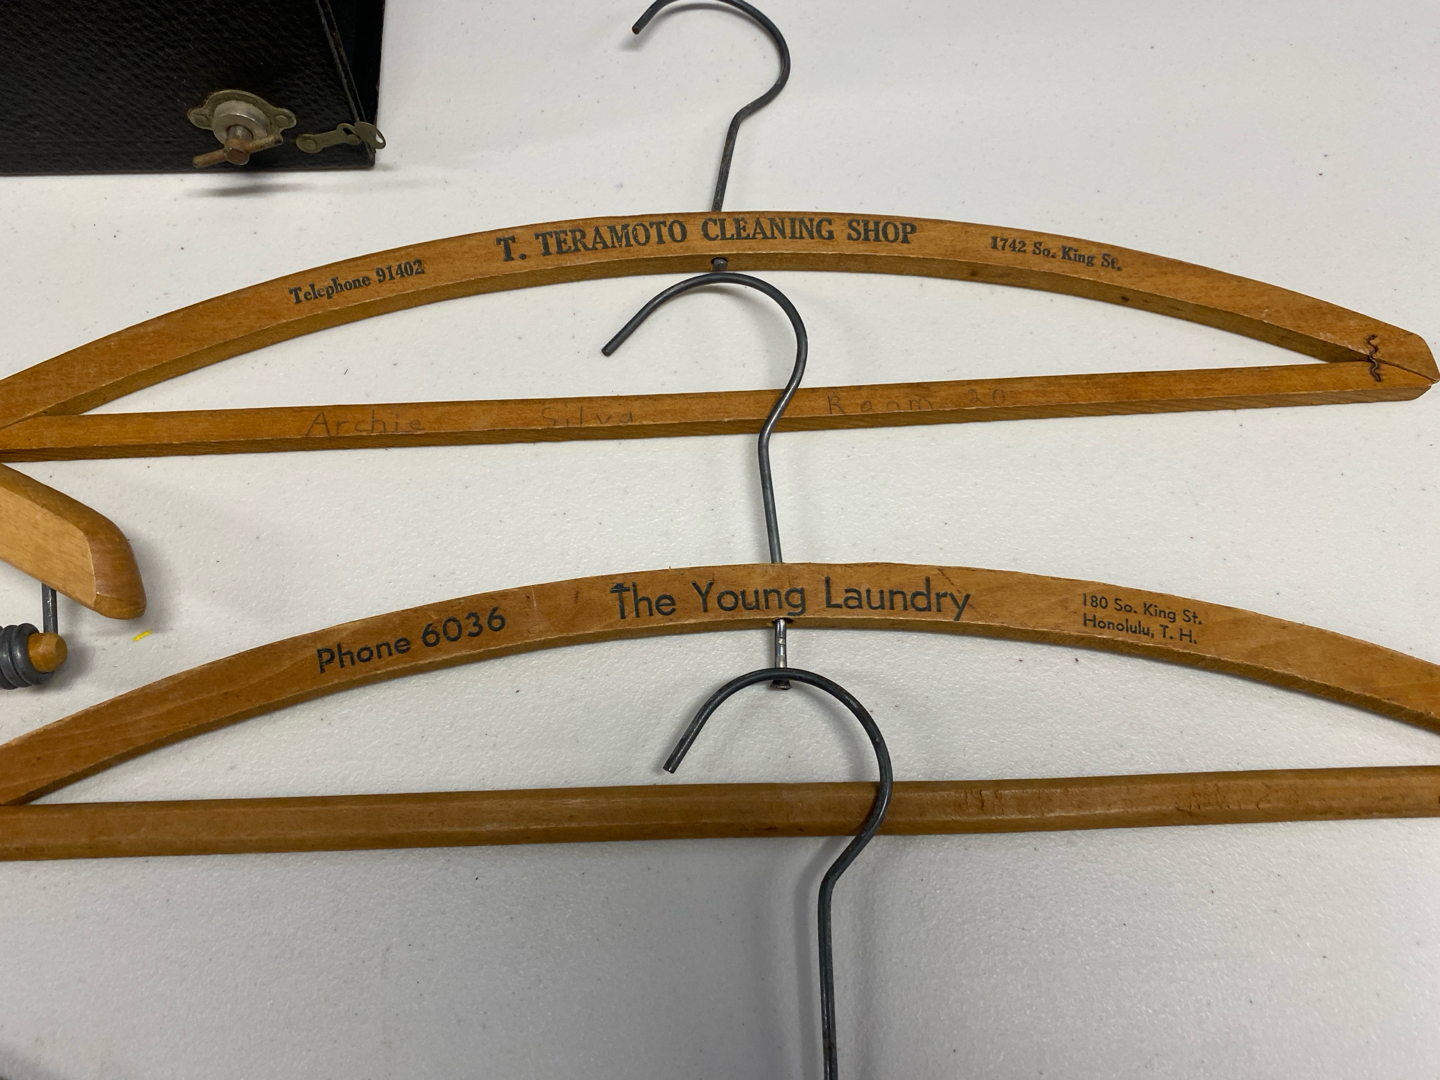 Telephone 91402
T. TERAMOTO CLEANING SHOP
1742 So. King St.
Archie Silva Room 20
Phone 6036
The Young Laundry
180 So. King St.
Honolulu, T. H.